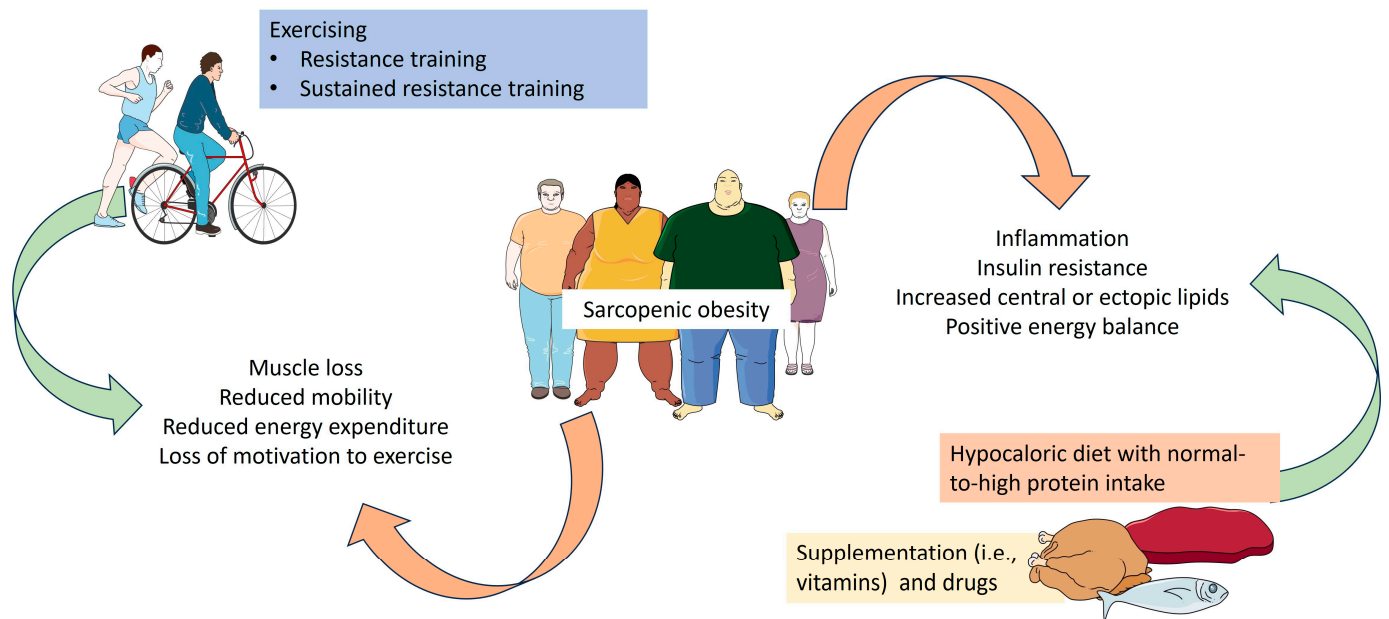 Exercising
• Resistance training
• Sustained resistance training
Sarcopenic obesity
Inflammation
Insulin resistance
Increased central or ectopic lipids
Positive energy balance
Muscle loss
Reduced mobility
Reduced energy expenditure
Loss of motivation to exercise
Hypocaloric diet with normal-
to-high protein intake
Supplementation (i.e.,
vitamins)  and drugs